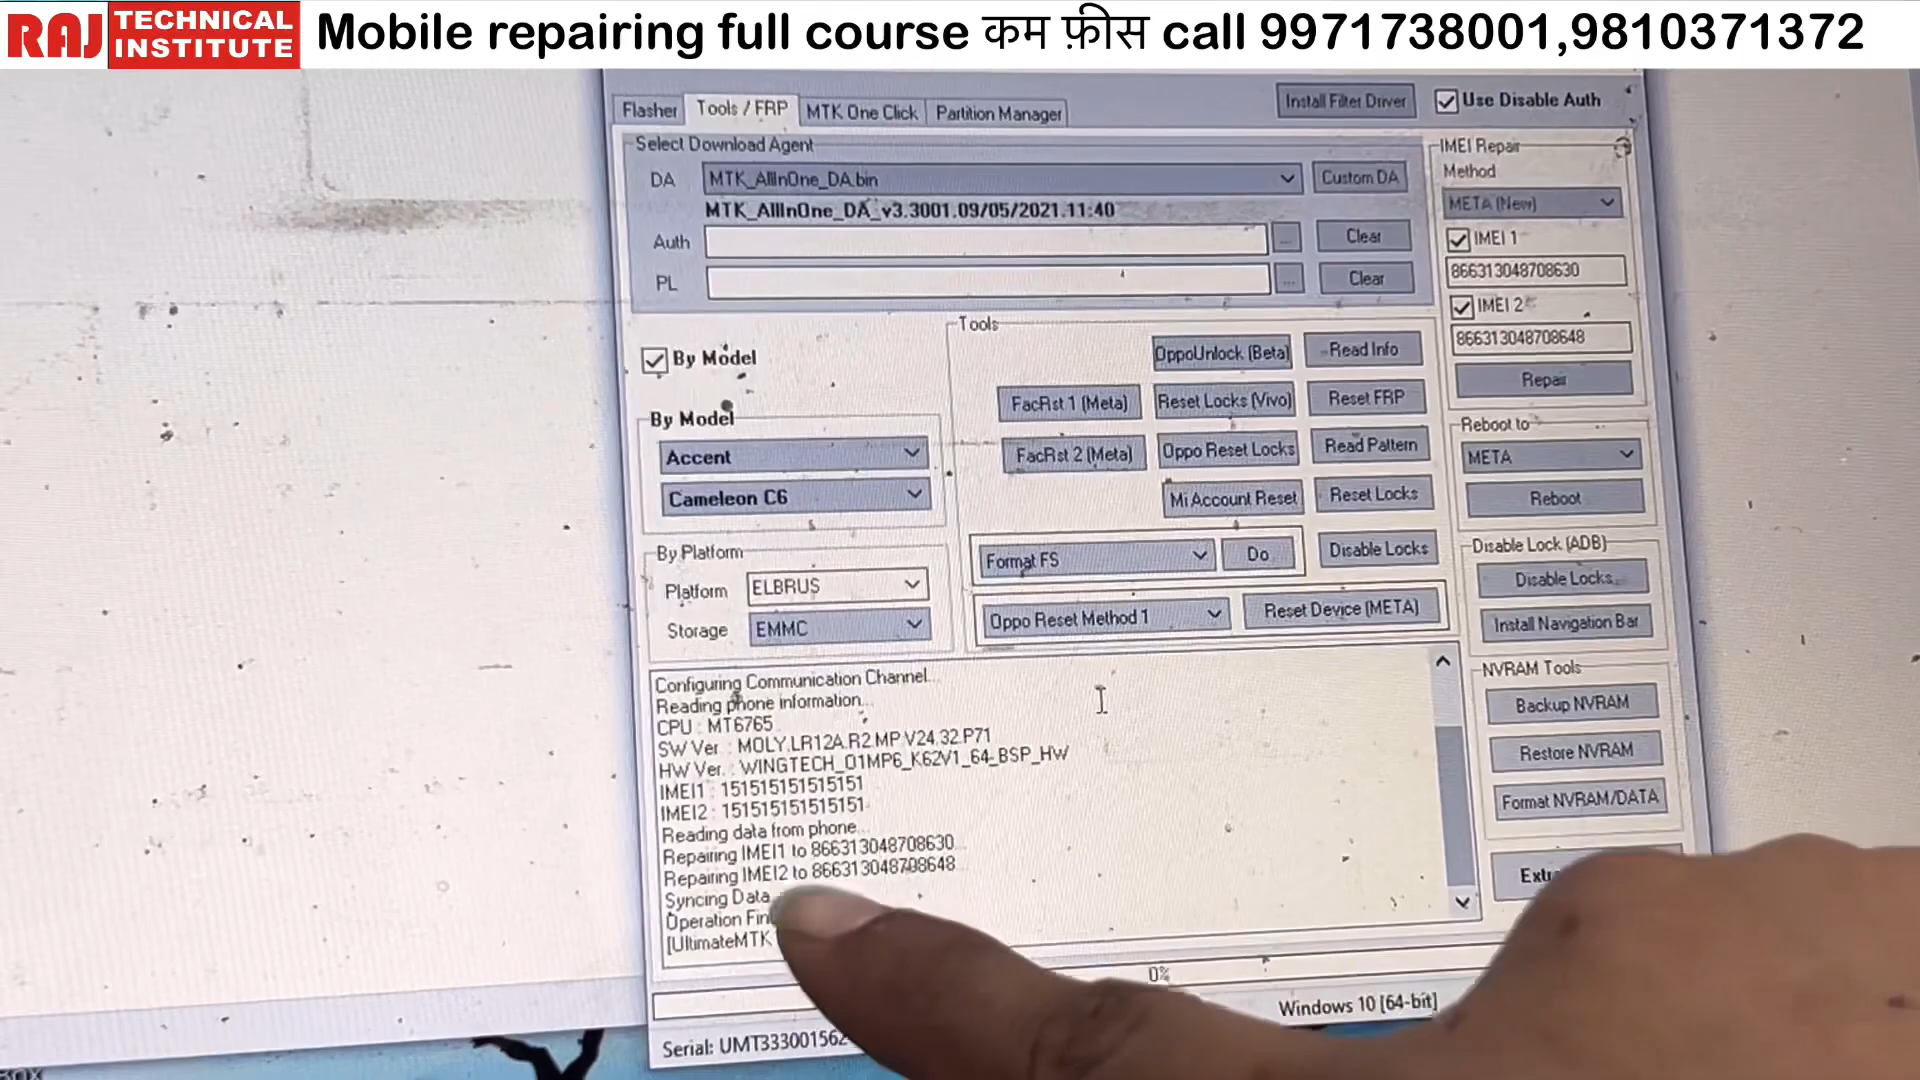 RAJ TECHNICAL INSTITUTE
Mobile repairing full course कम फ़ीस call 9971738001,9810371372
Flasher
Tools / FRP
MTK One Click
Partition Manager
Install Filter Driver
Use Disable Auth
Select Download Agent
DA
MTK_AllInOne_DA.bin
Custom DA
MTK_AllInOne_DA_v3.3001.09/05/2021.11:40
Auth
...
Clear
PL
...
Clear
IMEI Repair
Method
META (New)
IMEI 1
866313048708630
IMEI 2
866313048708648
Repair
By Model
By Model
Accent
Cameleon C6
By Platform
Platform
ELBRUS
Storage
EMMC
Tools
OppoUnlock (Beta)
Read Info
FacRst 1 (Meta)
Reset Locks (Vivo)
Reset FRP
FacRst 2 (Meta)
Oppo Reset Locks
Read Pattern
Mi Account Reset
Reset Locks
Format FS
Do
Disable Locks
Oppo Reset Method 1
Reset Device (META)
Reboot to
META
Reboot
Disable Lock (ADB)
Disable Locks
Install Navigation Bar
NVRAM Tools
Backup NVRAM
Restore NVRAM
Format NVRAM/DATA
Configuring Communication Channel...
Reading phone information...
CPU : MT6765
SW Ver. : MOLY.LR12A.R2.MP.V24.32.P71
HW Ver. : WINGTECH_01MP6_K62V1_64_BSP_HW
IMEI1 : 151515151515151
IMEI2 : 151515151515151
Reading data from phone...
Repairing IMEI1 to 866313048708630...
Repairing IMEI2 to 866313048708648...
Syncing Data
Operation
[UltimateMTK
0%
Windows 10 [64-bit]
Serial: UMT33300156